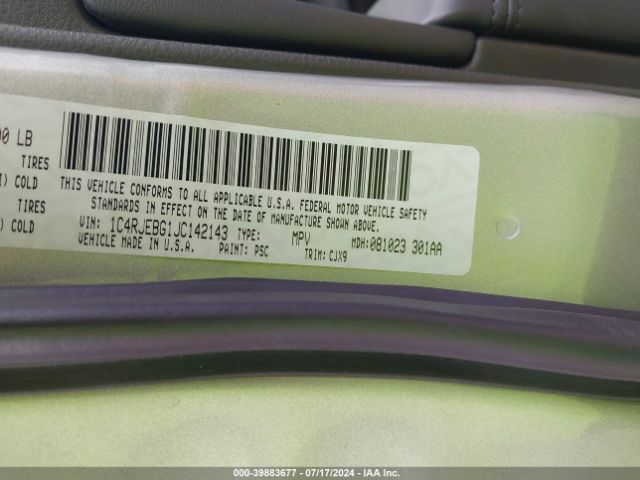 00 LB
TIRES
) COLD
TIRES
) COLD
THIS VEHICLE CONFORMS TO ALL APPLICABLE U.S.A. FEDERAL MOTOR VEHICLE SAFETY
STANDARDS IN EFFECT ON THE DATE OF MANUFACTURE SHOWN ABOVE.
VIN: 1C4RJEBG1JC142143 TYPE: MPV MDH:081023 301AA
VEHICLE MADE IN U.S.A. PAINT: PSC TRIM: CJX9
000-39883677 - 07/17/2024 - IAA Inc.